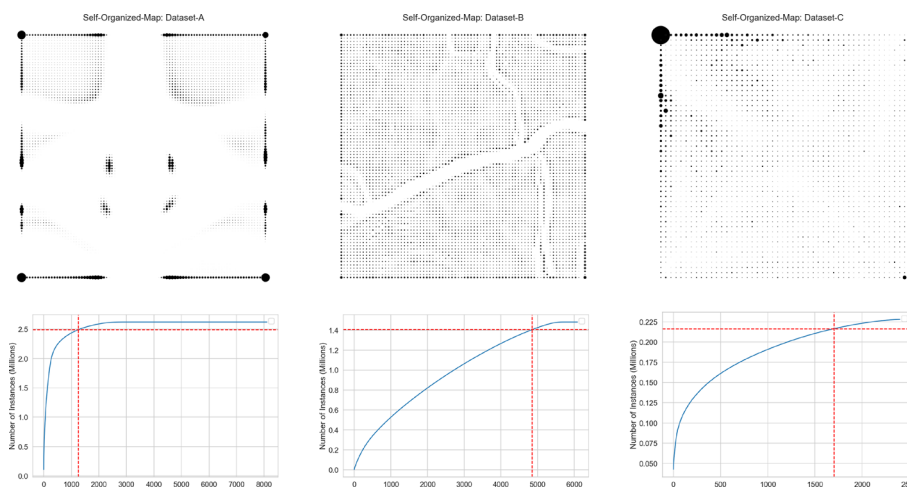 Self-Organized-Map: Dataset-A
Self-Organized-Map: Dataset-B
Self-Organized-Map: Dataset-C
Number of Instances (Millions)
2.5
2.0
1.5
1.0
0.5
0.0
0 1000 2000 3000 4000 5000 6000 7000 8000
Number of Instances (Millions)
1.4
1.2
1.0
0.8
0.6
0.4
0.2
0.0
0 1000 2000 3000 4000 5000 6000
Number of Instances (Millions)
0.225
0.200
0.175
0.150
0.125
0.100
0.075
0.050
0 500 1000 1500 2000